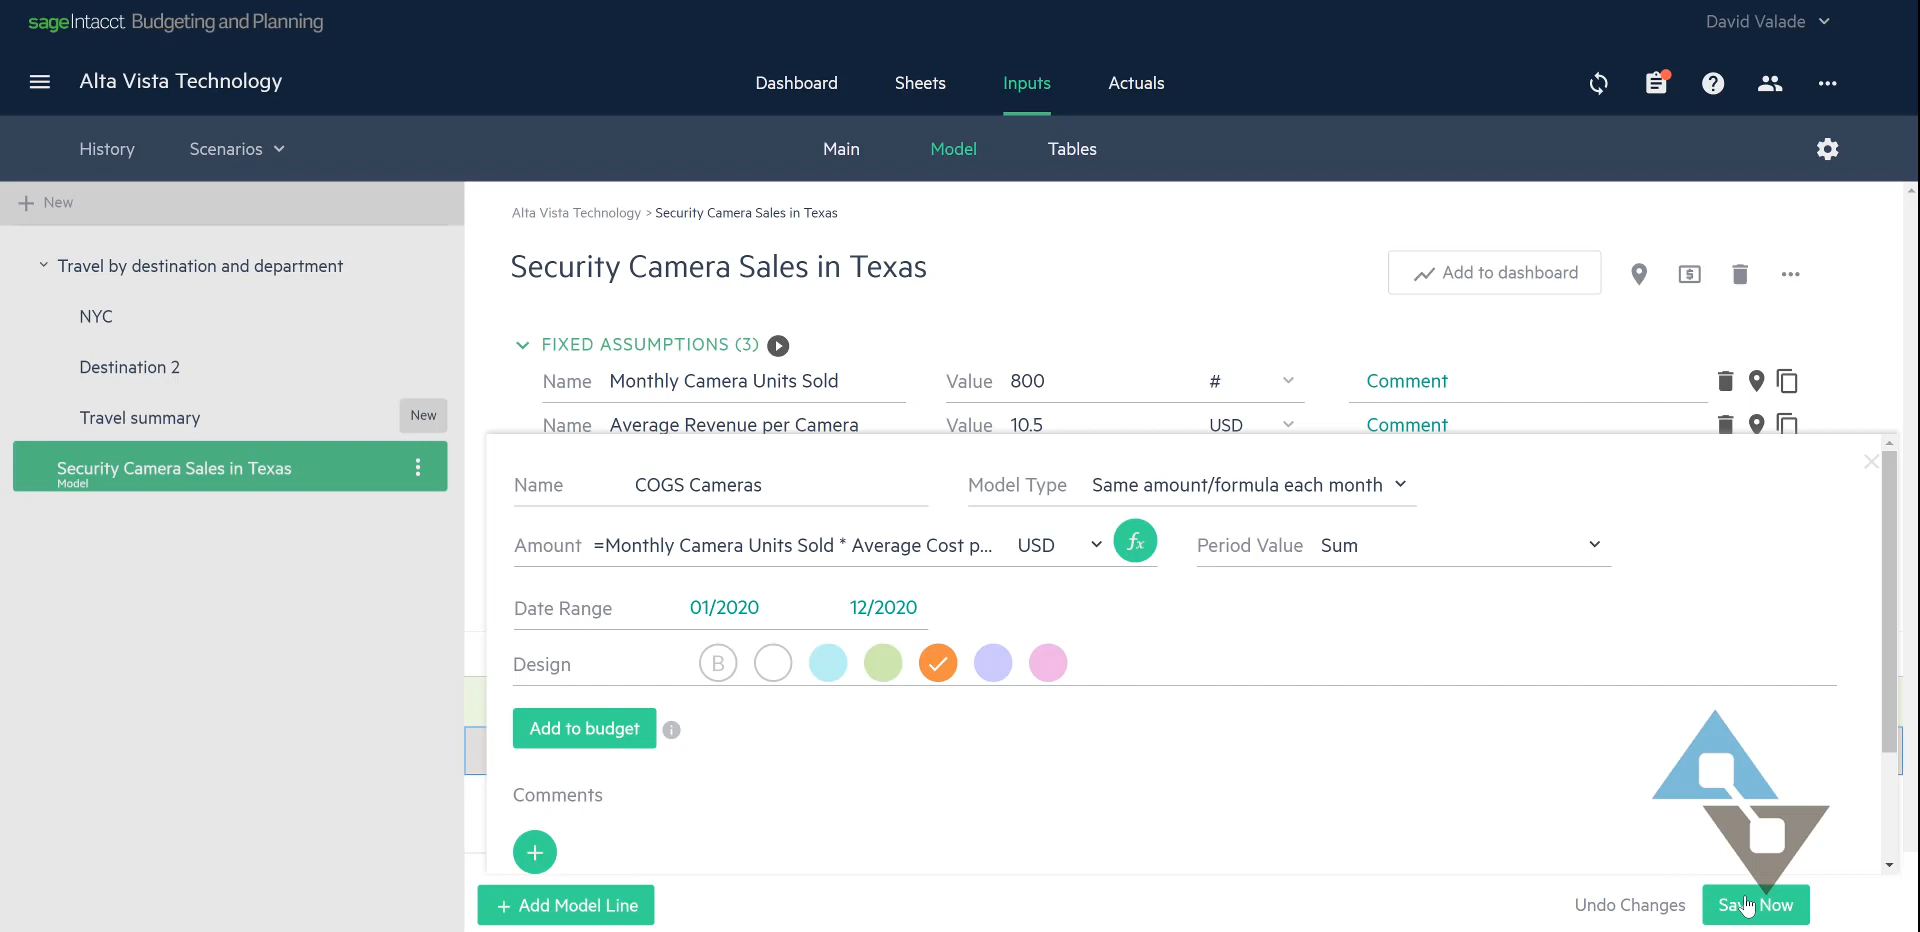 sage Intacct Budgeting and Planning
David Valade
Alta Vista Technology
Dashboard Sheets Inputs Actuals
History Scenarios Main Model Tables
+ New
Travel by destination and department
NYC
Destination 2
Travel summary New
Security Camera Sales in Texas
Model
Alta Vista Technology > Security Camera Sales in Texas
Security Camera Sales in Texas
Add to dashboard
FIXED ASSUMPTIONS (3)
Name Monthly Camera Units Sold Value 800 # Comment
Name Average Revenue per Camera Value 10.5 USD Comment
Name COGS Cameras Model Type Same amount/formula each month
Amount =Monthly Camera Units Sold * Average Cost p... USD fx Period Value Sum
Date Range 01/2020 12/2020
Design B
Add to budget
Comments
+
+ Add Model Line Undo Changes Save Now